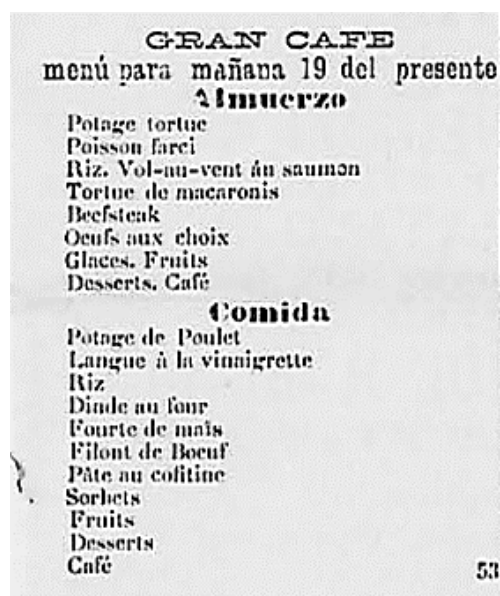 GRAN CAFE
menú para mañana 19 del presente
Almuerzo
Potage tortue
Poisson farci
Riz. Vol-au-vent áu saumon
Tortue de macaronis
Beefsteak
Oeufs aux choix
Glaces. Fruits
Desserts. Café
Comida
Potage de Poulet
Langue à la vinaigrette
Riz
Dinde au four
Fourte de maïs
Filont de Boeuf
Pâte au cofitine
Sorbets
Fruits
Desserts
Café
53